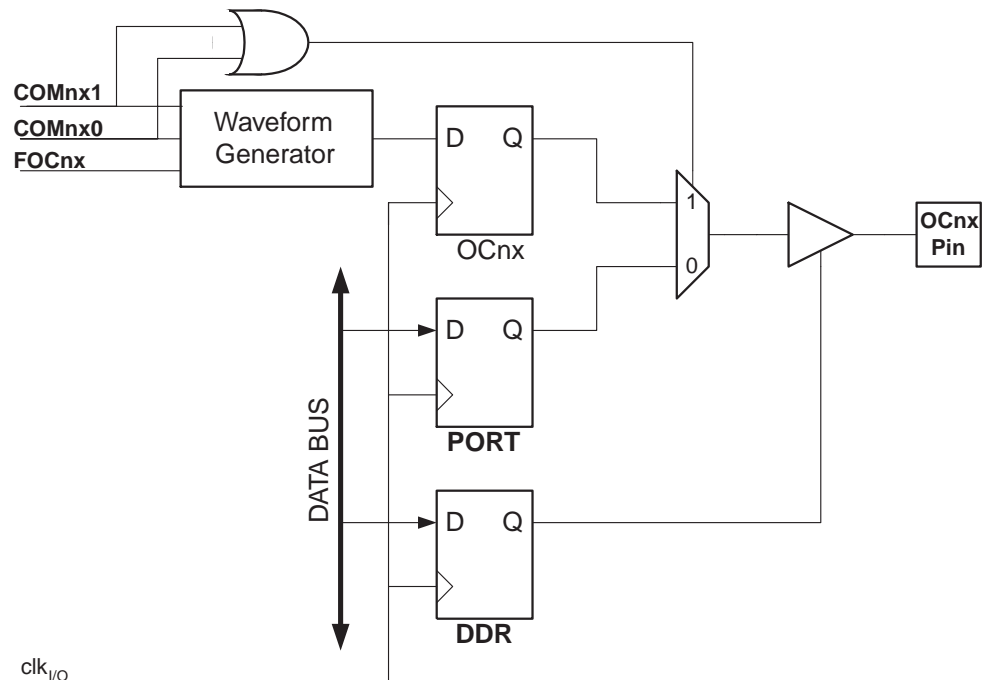 COMnx1
COMnx0
FOCnx
Waveform
Generator
D Q
OCnx
1
0
OCnx
Pin
D Q
PORT
DATA BUS
D Q
DDR
clkI/O